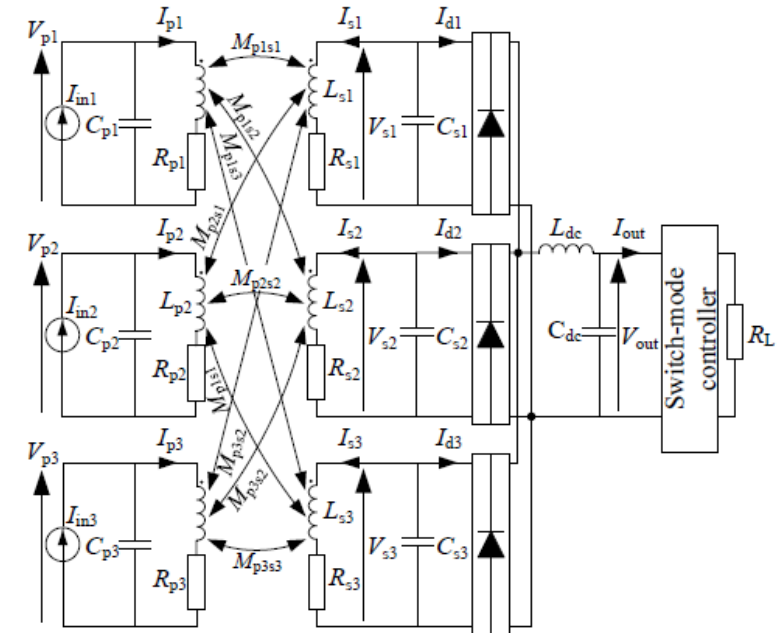 Vp1
Ip1
Mp1s1
Is1
Id1
Iin1
Cp1
Rp1
Mp1s2
Mp1s3
Mp2s1
Ls1
Vs1
Cs1
Rs1
Vp2
Ip2
Is2
Id2
Ldc
Iout
Iin2
Cp2
Lp2
Rp2
Mp2s2
Ls2
Vs2
Cs2
Rs2
Cdc
Vout
Switch-mode
controller
RL
Mp1s1
Mp3s2
Mp3s2
Vp3
Ip3
Is3
Id3
Iin3
Cp3
Rp3
Mp3s3
Ls3
Vs3
Cs3
Rs3